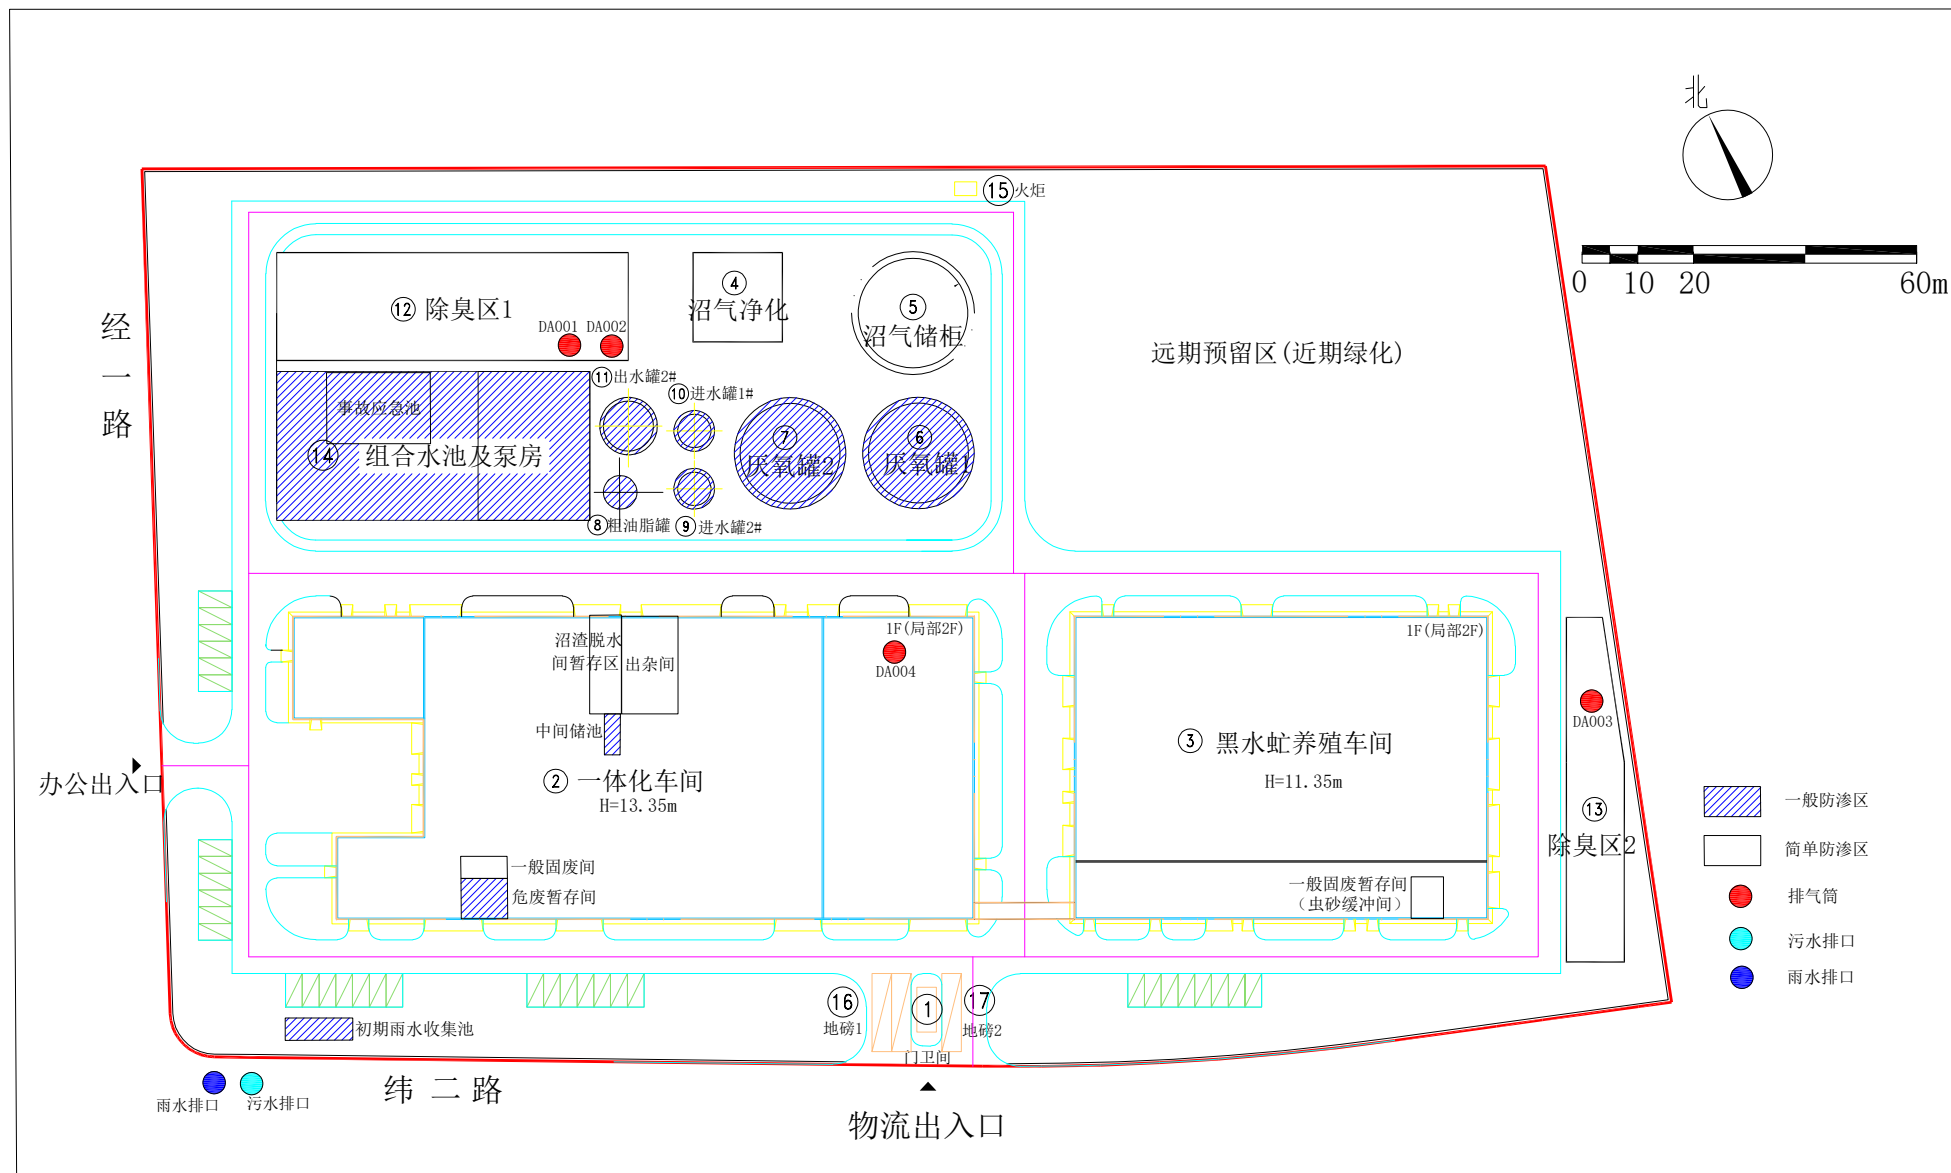 北
0 10 20 60m
⑮火炬
经一路
⑫ 除臭区1
DA001 DA002
④
沼气净化
⑤
沼气储柜
远期预留区(近期绿化)
⑪出水罐2#
⑩进水罐1#
事故应急池
⑭ 组合水池及泵房
⑦
厌氧罐2
⑥
厌氧罐1
⑧粗油脂罐
⑨进水罐2#
沼渣脱水
间暂存区
出杂间
1F(局部2F)
DA004
1F(局部2F)
DA003
中间储池
② 一体化车间
H=13.35m
③ 黑水虻养殖车间
H=11.35m
办公出入口
⑬
除臭区2
一般固废间
危废暂存间
一般固废暂存间
(虫砂缓冲间)
一般防渗区
简单防渗区
排气筒
污水排口
雨水排口
⑯
地磅1
①
门卫间
⑰
地磅2
初期雨水收集池
雨水排口 污水排口
纬二路
物流出入口